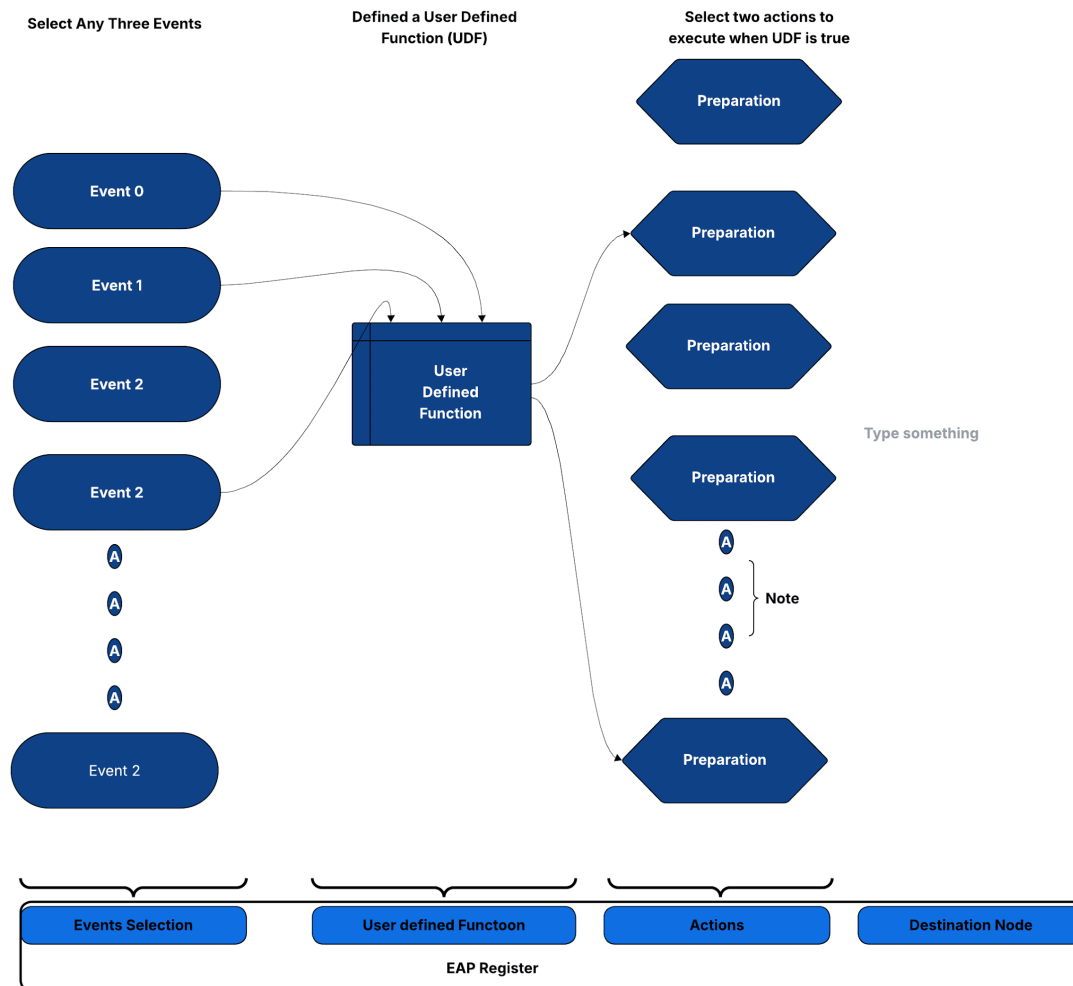 Select Any Three Events
Defined a User Defined
Function (UDF)
Select two actions to
execute when UDF is true
Preparation
Event 0
Preparation
Event 1
Preparation
Event 2
User
Defined
Function
Type something
Preparation
Event 2
A
A
A
A
A
A
A
A
Note
Preparation
Event 2
Events Selection
User defined Functoon
Actions
Destination Node
EAP Register